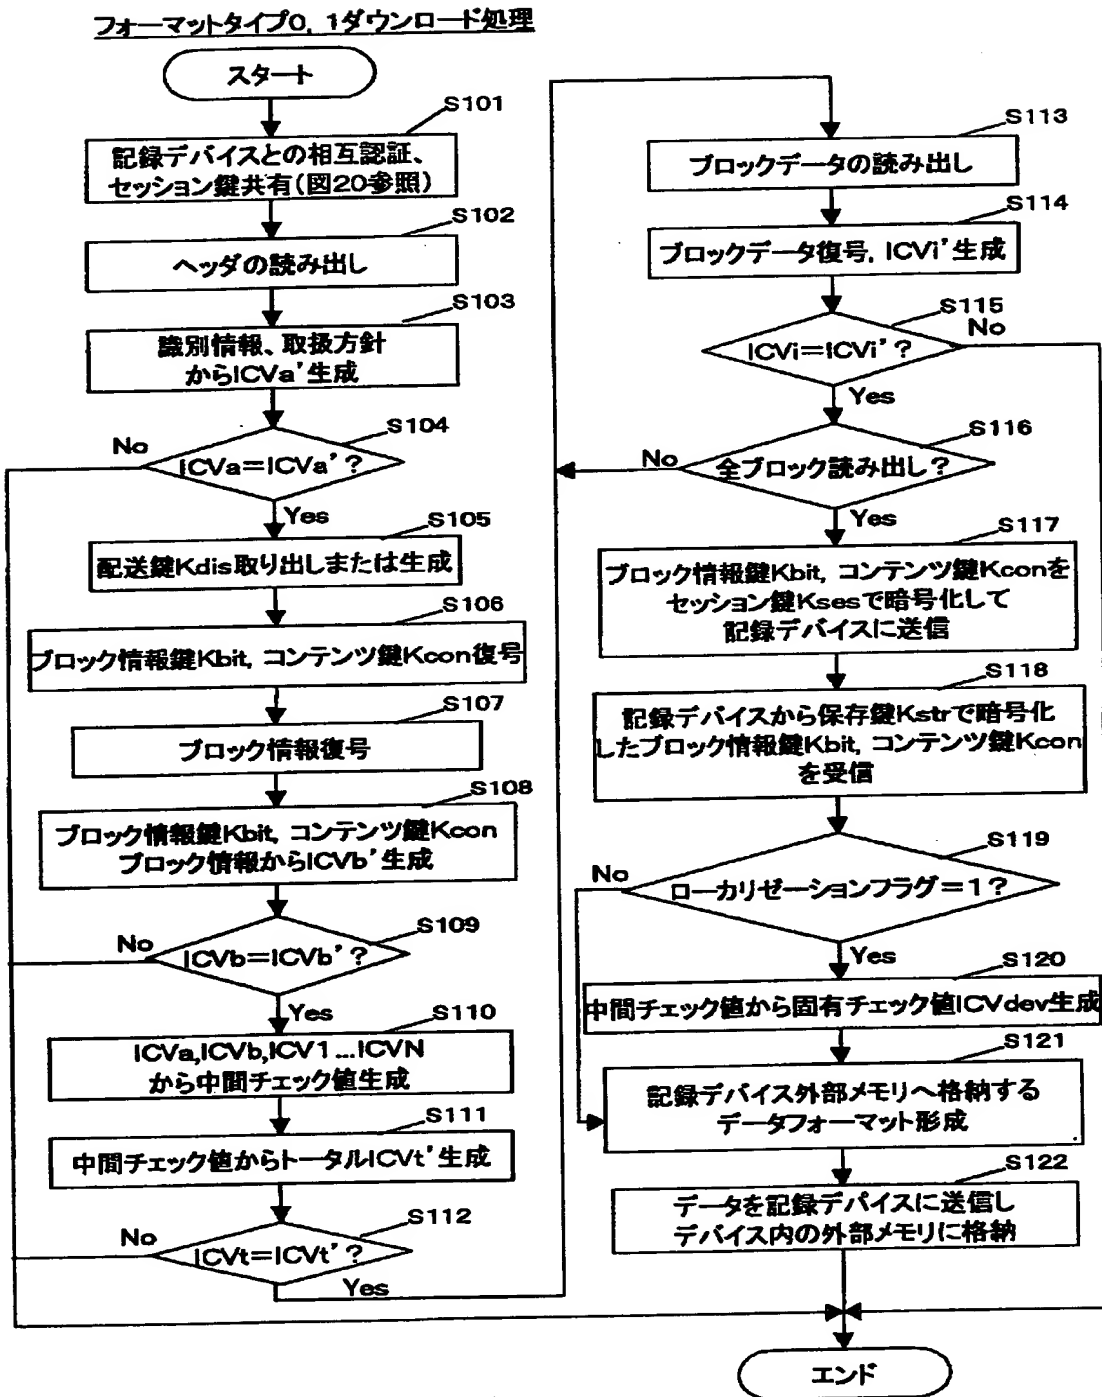 フォーマットタイプ0, 1ダウンロード処理
スタート
S101
記録デバイスとの相互認証、
セッション鍵共有(図20参照)
S102
ヘッダの読み出し
S103
識別情報、取扱方針
からICVa'生成
S104
ICVa=ICVa'?
No
Yes
S105
配送鍵Kdis取り出しまたは生成
S106
ブロック情報鍵Kbit, コンテンツ鍵Kcon復号
S107
ブロック情報復号
S108
ブロック情報鍵Kbit, コンテンツ鍵Kcon
ブロック情報からICVb'生成
S109
No
ICVb=ICVb'?
Yes
S110
ICVa,ICVb,ICV1...ICVN
から中間チェック値生成
S111
中間チェック値からトータルICVt'生成
S112
No
ICVt=ICVt'?
Yes
S113
ブロックデータの読み出し
S114
ブロックデータ復号, ICVi'生成
S115
No
ICVi=ICVi'?
Yes
S116
No
全ブロック読み出し?
Yes
S117
ブロック情報鍵Kbit, コンテンツ鍵Kconを
セッション鍵Ksesで暗号化して
記録デバイスに送信
S118
記録デバイスから保存鍵Kstrで暗号化
したブロック情報鍵Kbit, コンテンツ鍵Kcon
を受信
S119
No
ローカリゼーションフラグ=1?
Yes
S120
中間チェック値から固有チェック値ICVdev生成
S121
記録デバイス外部メモリへ格納する
データフォーマット形成
S122
データを記録デバイスに送信し
デバイス内の外部メモリに格納
エンド